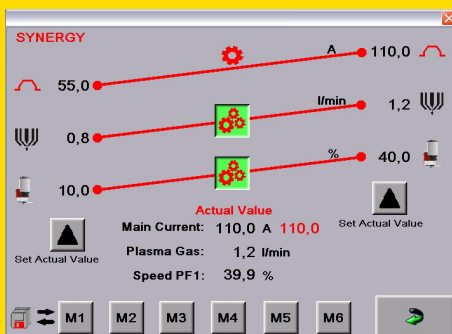 SYNERGY
A 110,0
55,0
l/min 1,2
0,8
% 40,0
10,0
Actual Value
Main Current: 110,0 A 110,0
Set Actual Value
Plasma Gas: 1,2 l/min
Set Actual Value
Speed PF1: 39,9 %
M1 M2 M3 M4 M5 M6